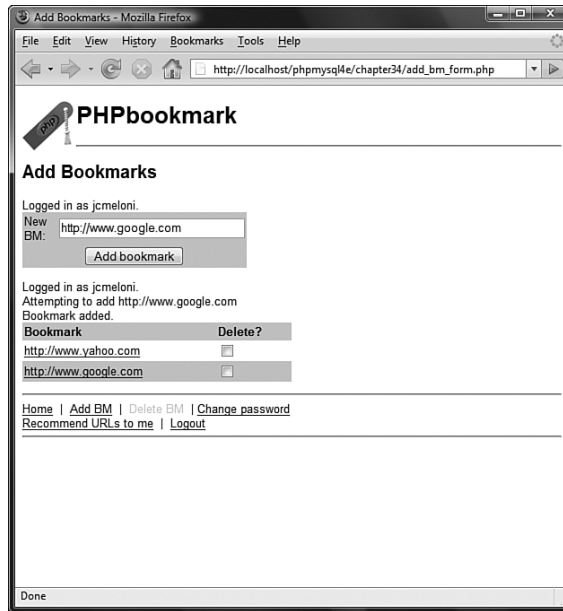 Add Bookmarks - Mozilla Firefox
File Edit View History Bookmarks Tools Help
http://localhost/phpmysql4e/chapter34/add_bm_form.php
php
PHPbookmark
Add Bookmarks
Logged in as jcmeloni.
New BM: http://www.google.com
Add bookmark
Logged in as jcmeloni.
Attempting to add http://www.google.com
Bookmark added.
Bookmark Delete?
http://www.yahoo.com
http://www.google.com
Home | Add BM | Delete BM | Change password
Recommend URLs to me | Logout
Done